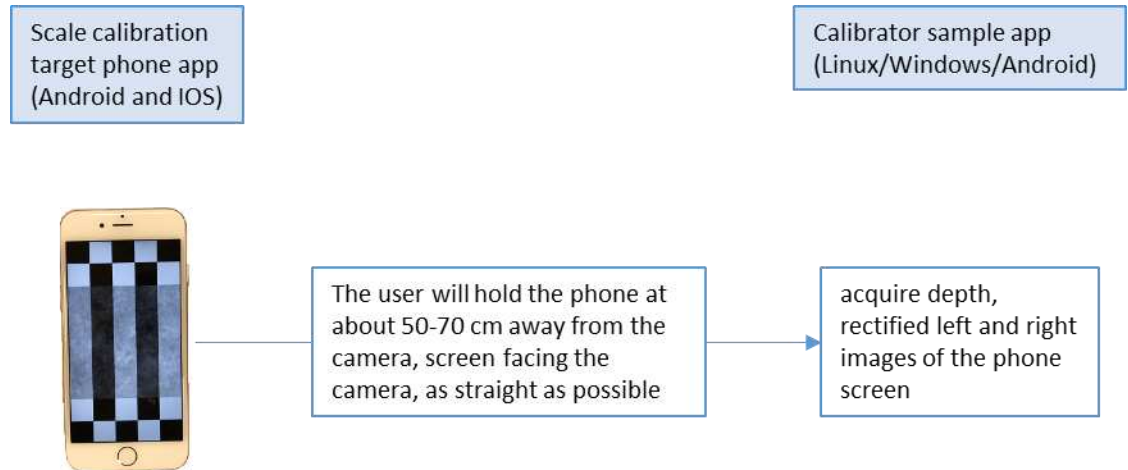 Scale calibration
target phone app
(Android and IOS)
Calibrator sample app
(Linux/Windows/Android)
The user will hold the phone at
about 50-70 cm away from the
camera, screen facing the
camera, as straight as possible
acquire depth,
rectified left and right
images of the phone
screen